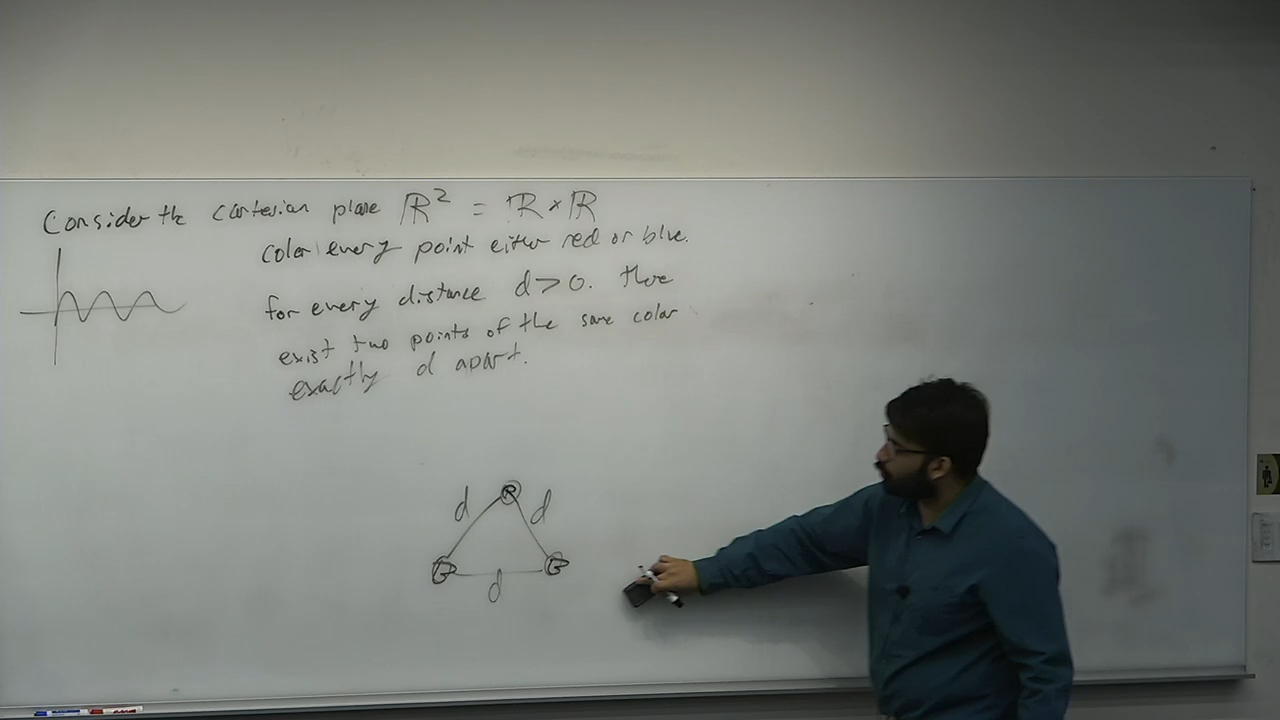 Consider the cartesian plane ℝ² = ℝ × ℝ
color every point either red or blue.
for every distance d > 0. there
exist two points of the same color
exactly d apart.
R
d d
B B
d